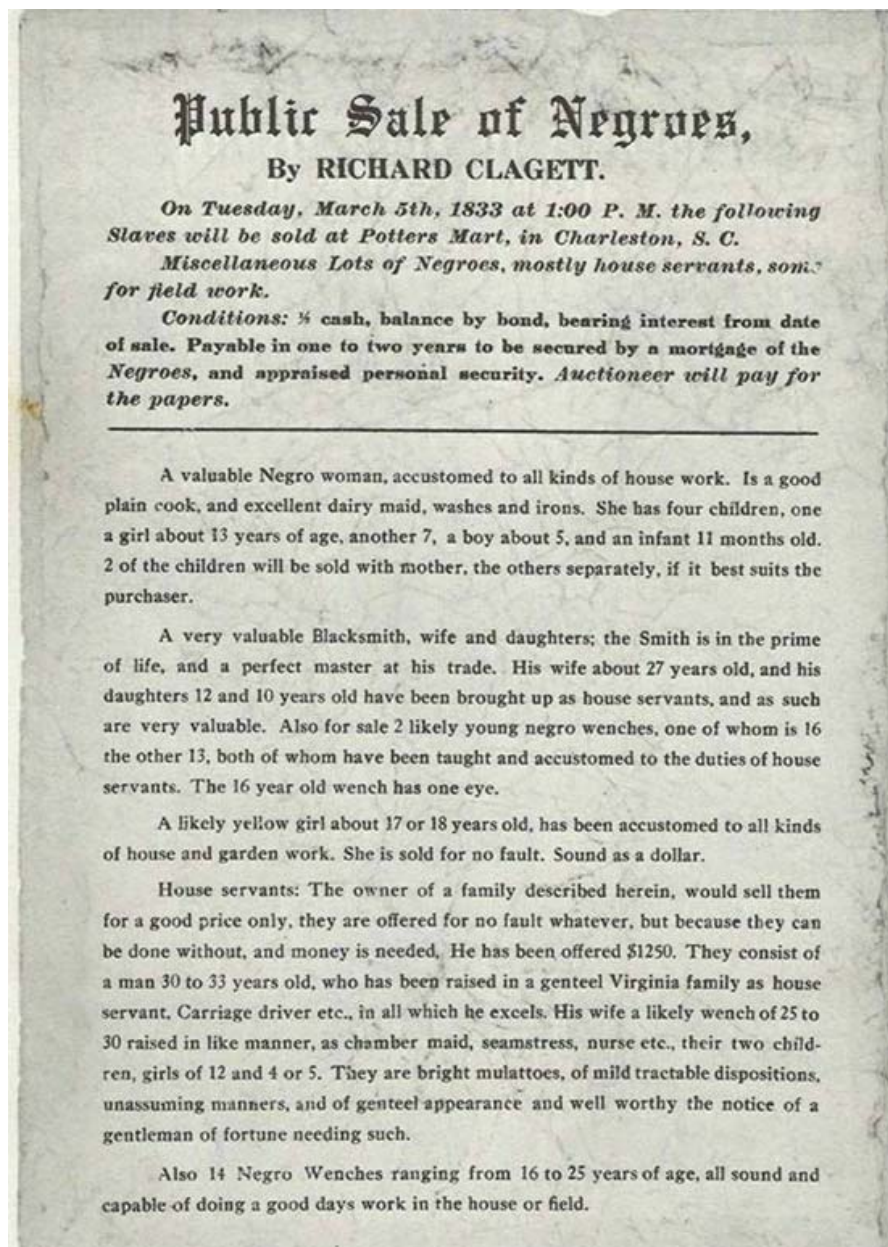 Public Sale of Negroes,
By RICHARD CLAGETT.
On Tuesday, March 5th, 1833 at 1:00 P. M. the following
Slaves will be sold at Potters Mart, in Charleston, S. C.
Miscellaneous Lots of Negroes, mostly house servants, some
for field work.
Conditions: cash, balance by bond, bearing interest from date
of sale. Payable in one to two years to be secured by a mortgage of the
Negroes, and appraised personal security. Auctioneer will pay for
the papers.
A valuable Negro woman, accustomed to all kinds of house work. Is a good
plain cook, and excellent dairy maid, washes and irons. She has four children, one
a girl about 13 years of age, another 7, a boy about 5, and an infant 11 months old.
2 of the children will be sold with mother, the others separately, if it best suits the
purchaser.
A very valuable Blacksmith, wife and daughters; the Smith is in the prime
of life, and a perfect master at his trade. His wife about 27 years old, and his
daughters 12 and 10 years old have been brought up as house servants, and as such
are very valuable. Also for sale 2 likely young negro wenches, one of whom is 16
the other 13, both of whom have been taught and accustomed to the duties of house
servants. The 16 year old wench has one eye.
A likely yellow girl about 17 or 18 years old, has been accustomed to all kinds
of house and garden work. She is sold for no fault. Sound as a dollar.
House servants: The owner of a family described herein, would sell them
for a good price only, they are offered for no fault whatever, but because they can
be done without, and money is needed. He has been offered $1250. They consist of
a man 30 to 33 years old, who has been raised in a genteel Virginia family as house
servant, Carriage driver etc., in all which he excels. His wife a likely wench of 25 to
30 raised in like manner, as chamber maid, seamstress, nurse etc., their two child-
ren, girls of 12 and 4 or 5. They are bright mulattoes, of mild tractable dispositions,
unassuming manners, and of genteel appearance and well worthy the notice of a
gentleman of fortune needing such.
Also 14 Negro Wenches ranging from 16 to 25 years of age, all sound and
capable of doing a good days work in the house or field.